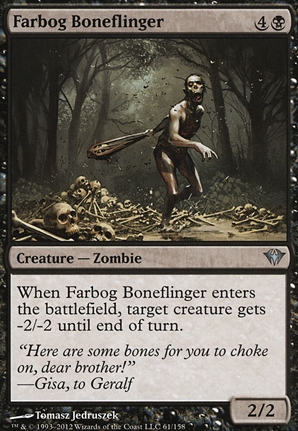 Farbog Boneflinger 4
Creature — Zombie
When Farbog Boneflinger enters
the battlefield, target creature gets
-2/-2 until end of turn.
“Here are some bones for you to choke
on, dear brother!”
—Gisa, to Geralf
2/2
Tomasz Jedruszek
™ & © 1993–2012 Wizards of the Coast LLC 61/158